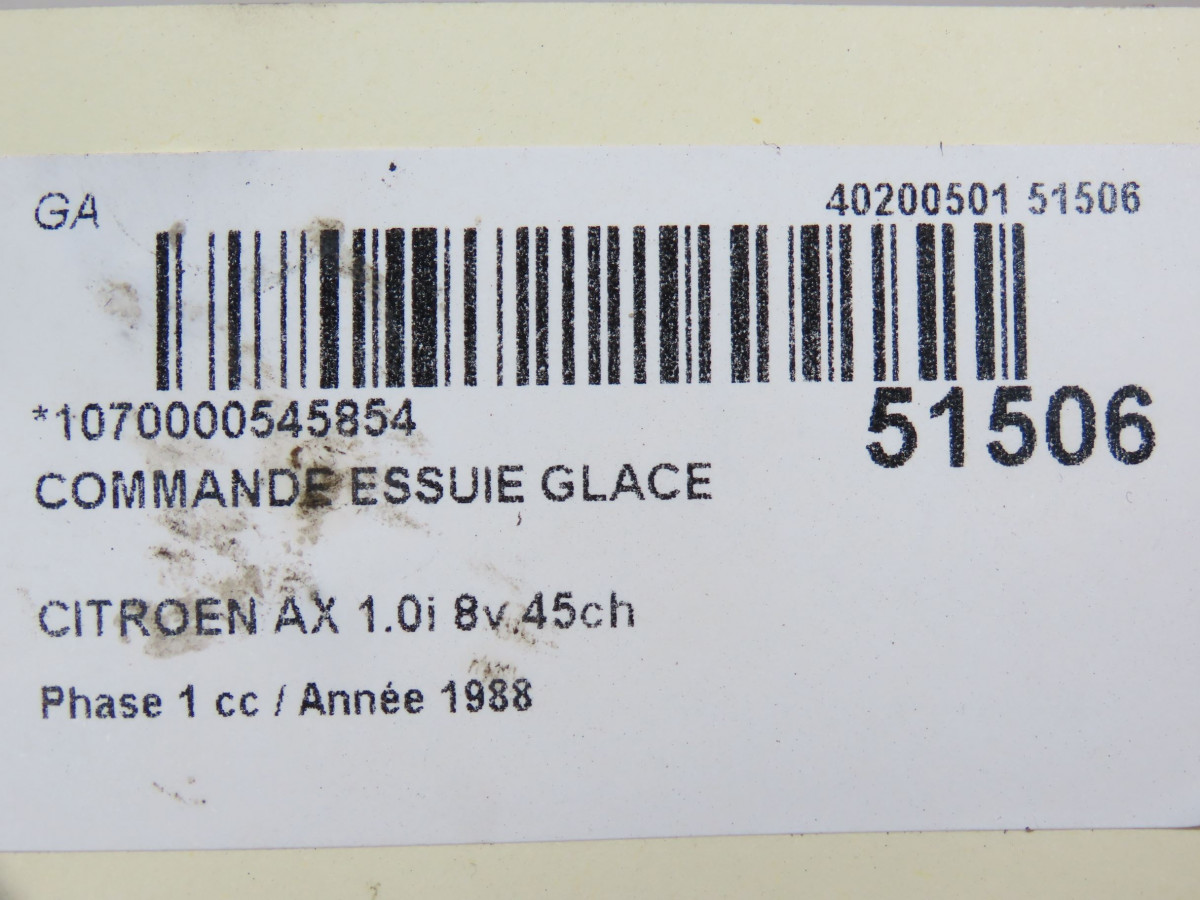 GA
40200501 51506
*1070000545854
51506
COMMANDE ESSUIE GLACE
CITROEN AX 1.0i 8v.45ch
Phase 1 cc / Année 1988